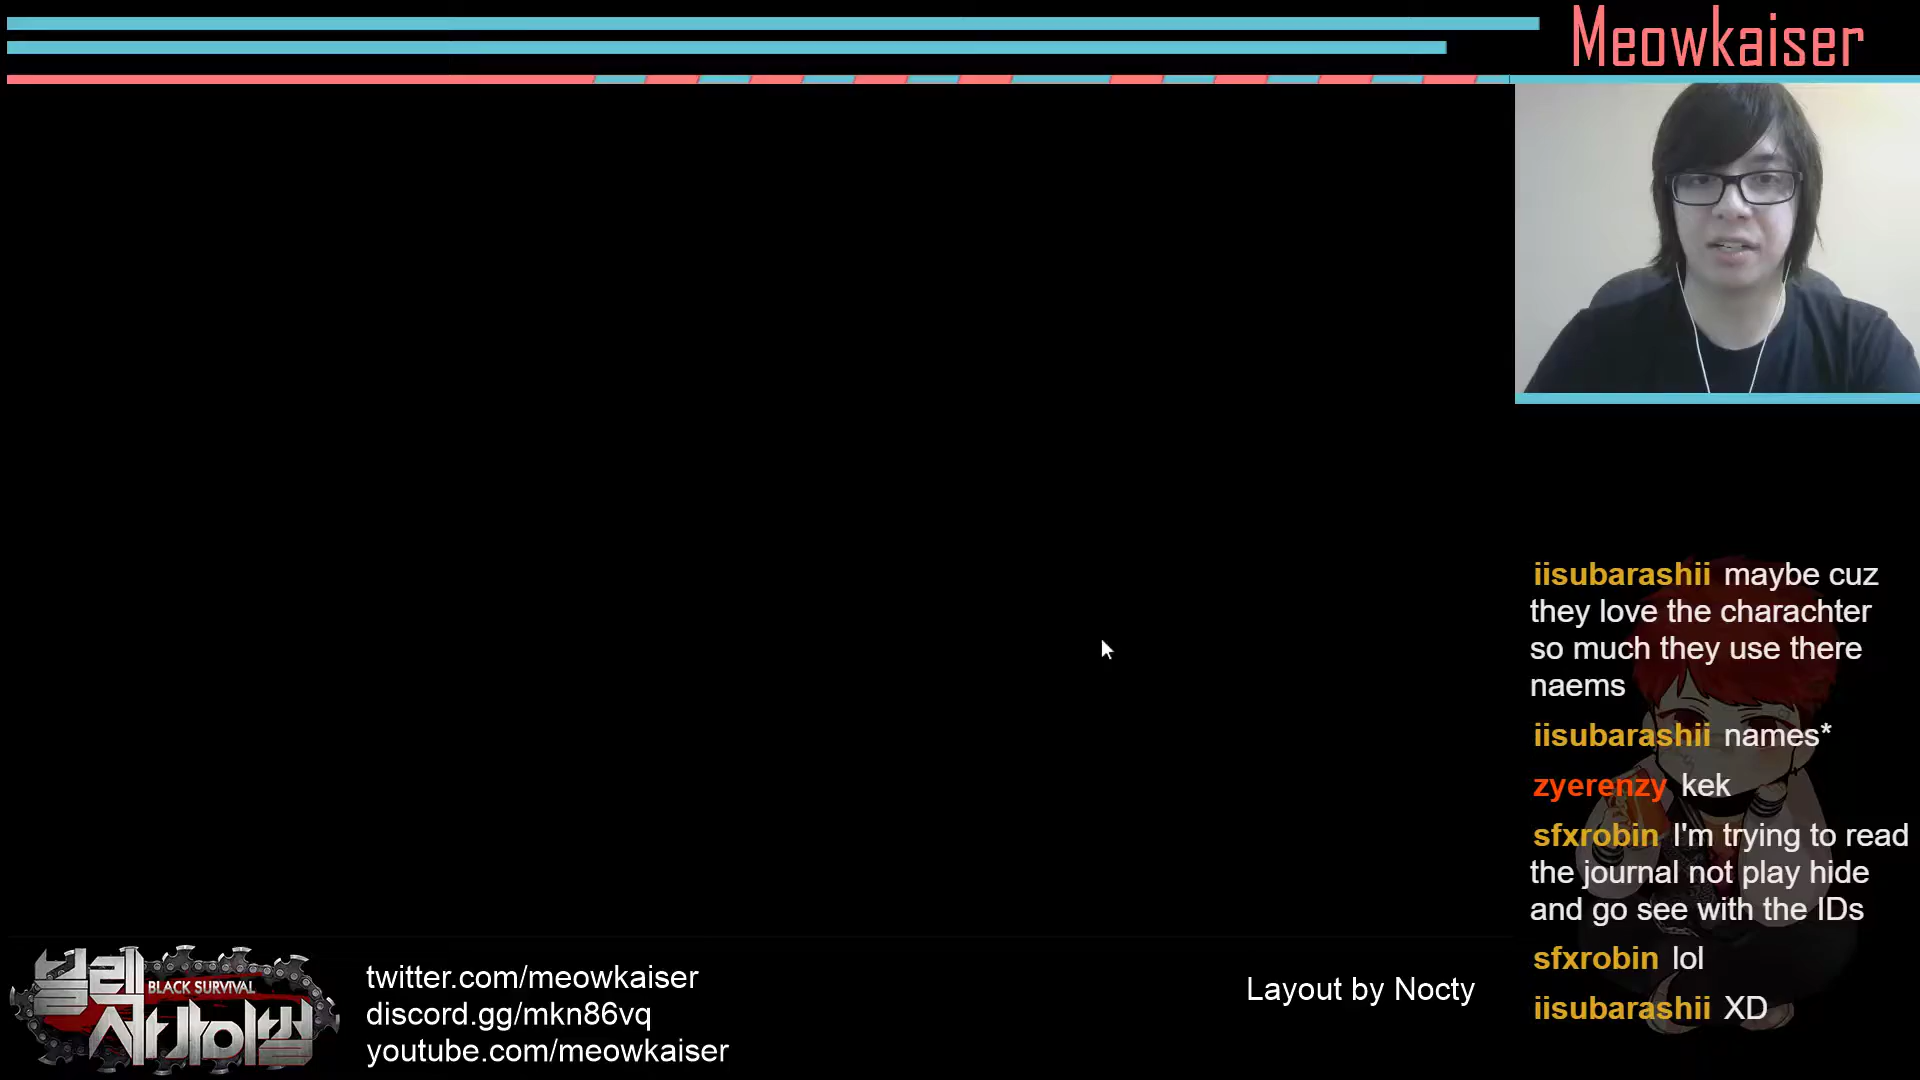 Meowkaiser
iisubarashii maybe cuz
they love the charachter
so much they use there
naems
iisubarashii names*
zyerenzy kek
sfxrobin I'm trying to read
the journal not play hide
and go see with the IDs
sfxrobin lol
iisubarashii XD
블랙
BLACK SURVIVAL
서바이벌
twitter.com/meowkaiser
discord.gg/mkn86vq
youtube.com/meowkaiser
Layout by Nocty